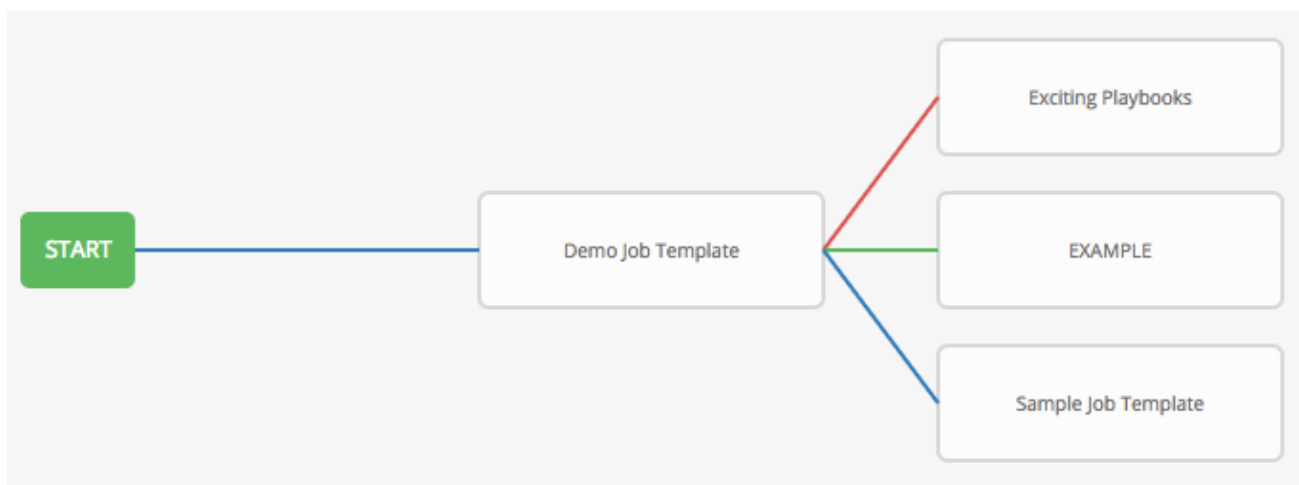 START
Demo Job Template
Exciting Playbooks
EXAMPLE
Sample Job Template